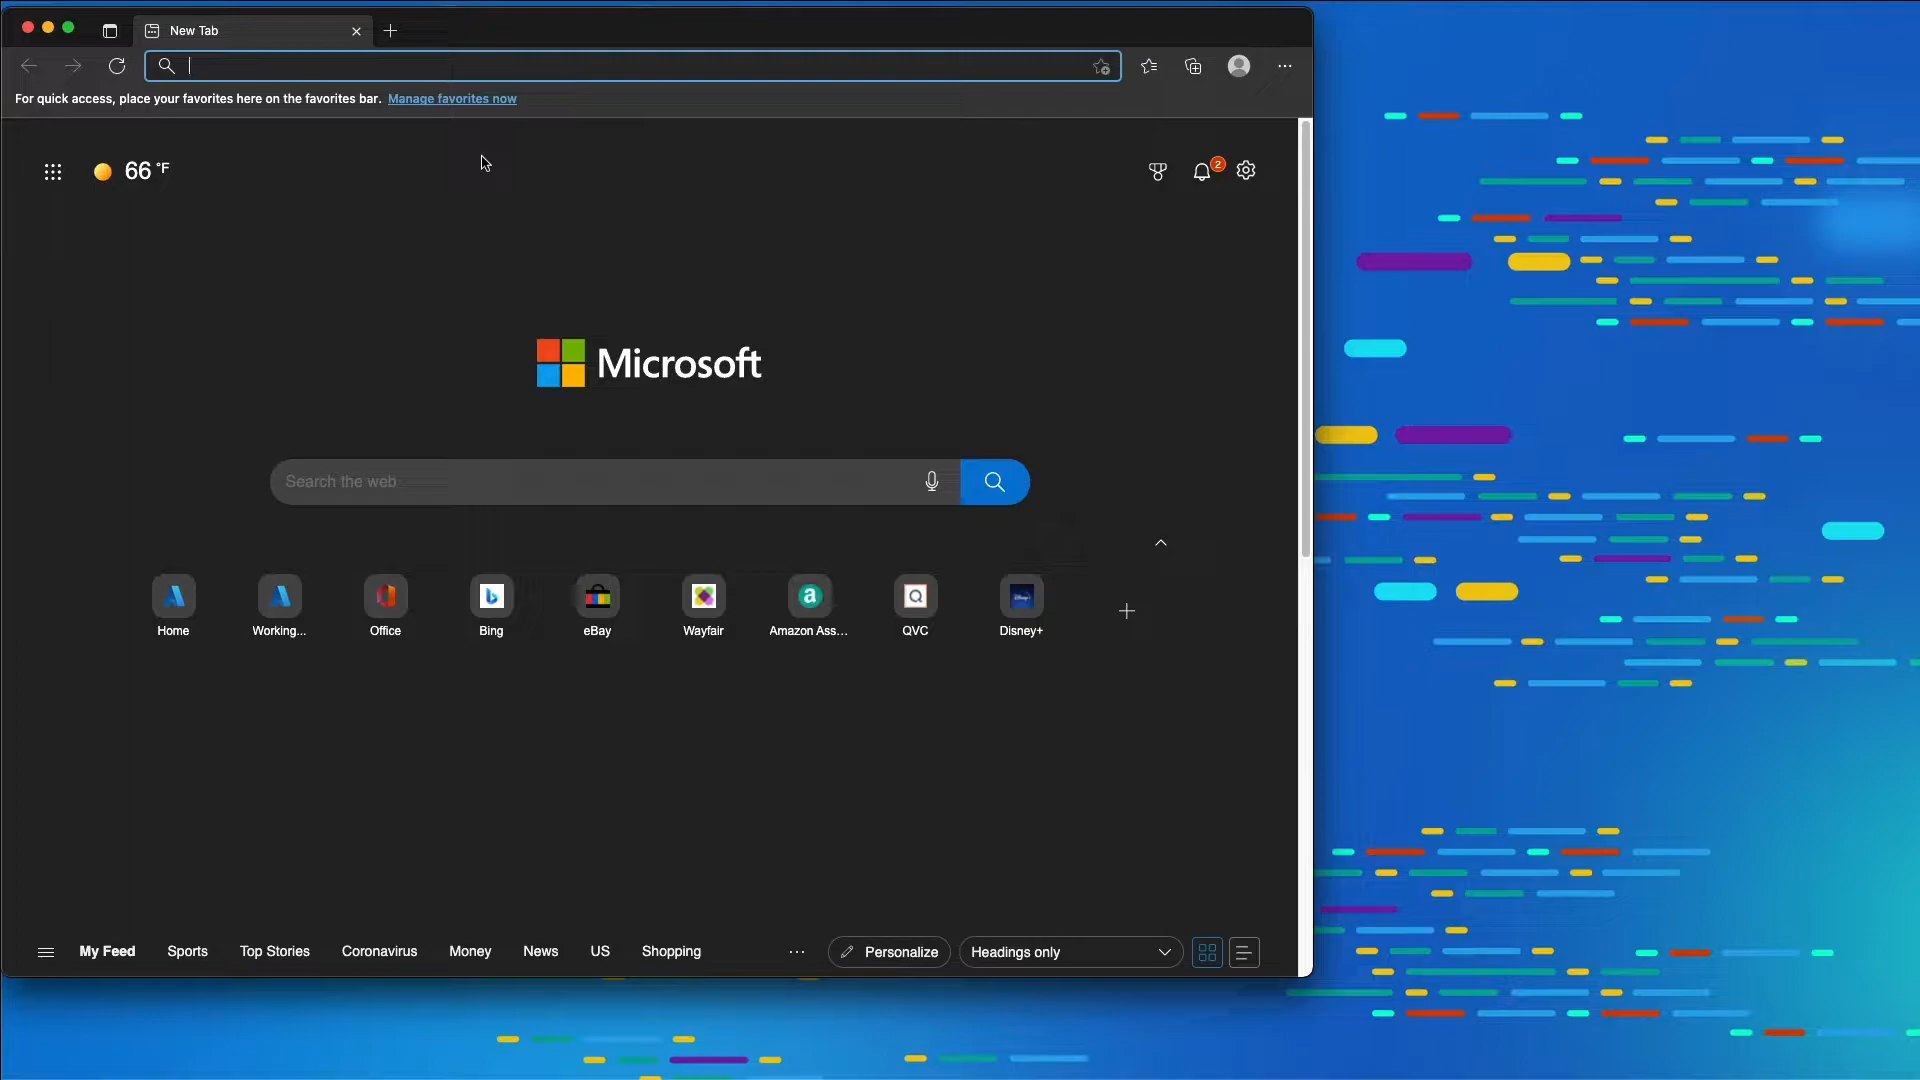 New Tab
For quick access, place your favorites here on the favorites bar. Manage favorites now
66 °F
2
Microsoft
Search the web
Home Working... Office Bing eBay Wayfair Amazon Ass... QVC Disney+
My Feed Sports Top Stories Coronavirus Money News US Shopping ... Personalize Headings only